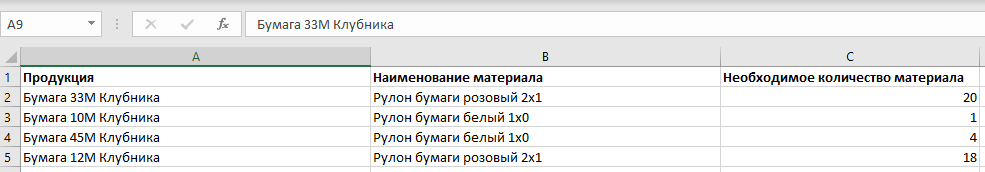 A9 fx Бумага 33М Клубника
A B C
1 Продукция Наименование материала Необходимое количество материала
2 Бумага 33М Клубника Рулон бумаги розовый 2х1 20
3 Бумага 10М Клубника Рулон бумаги белый 1х0 1
4 Бумага 45М Клубника Рулон бумаги белый 1х0 4
5 Бумага 12М Клубника Рулон бумаги розовый 2х1 18